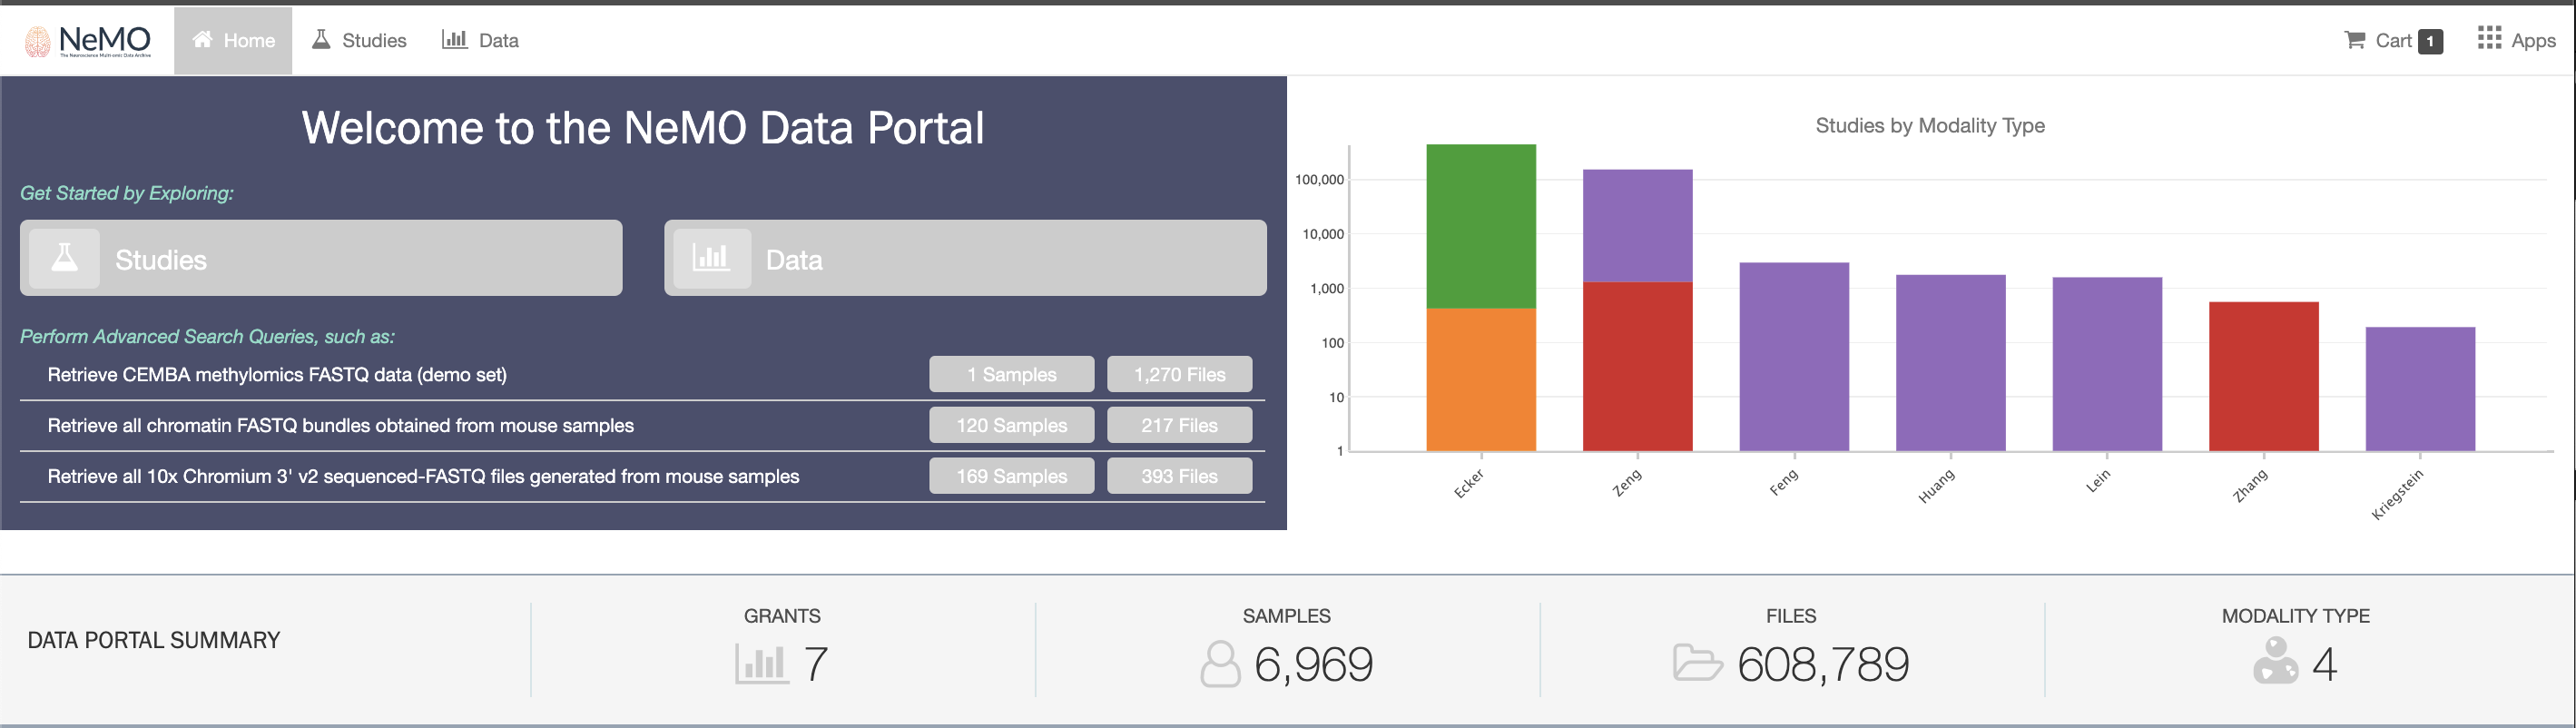 NeMO
The Neuroscience Multi-omic Data Archive
Home
Studies
Data
Cart 1
Apps
Welcome to the NeMO Data Portal
Get Started by Exploring:
Studies
Data
Perform Advanced Search Queries, such as:
Retrieve CEMBA methylomics FASTQ data (demo set) 1 Samples 1,270 Files
Retrieve all chromatin FASTQ bundles obtained from mouse samples 120 Samples 217 Files
Retrieve all 10x Chromium 3' v2 sequenced-FASTQ files generated from mouse samples 169 Samples 393 Files
Studies by Modality Type
100,000
10,000
1,000
100
10
1
Ecker
Zeng
Feng
Huang
Lein
Zhang
Kriegstein
DATA PORTAL SUMMARY
GRANTS
7
SAMPLES
6,969
FILES
608,789
MODALITY TYPE
4